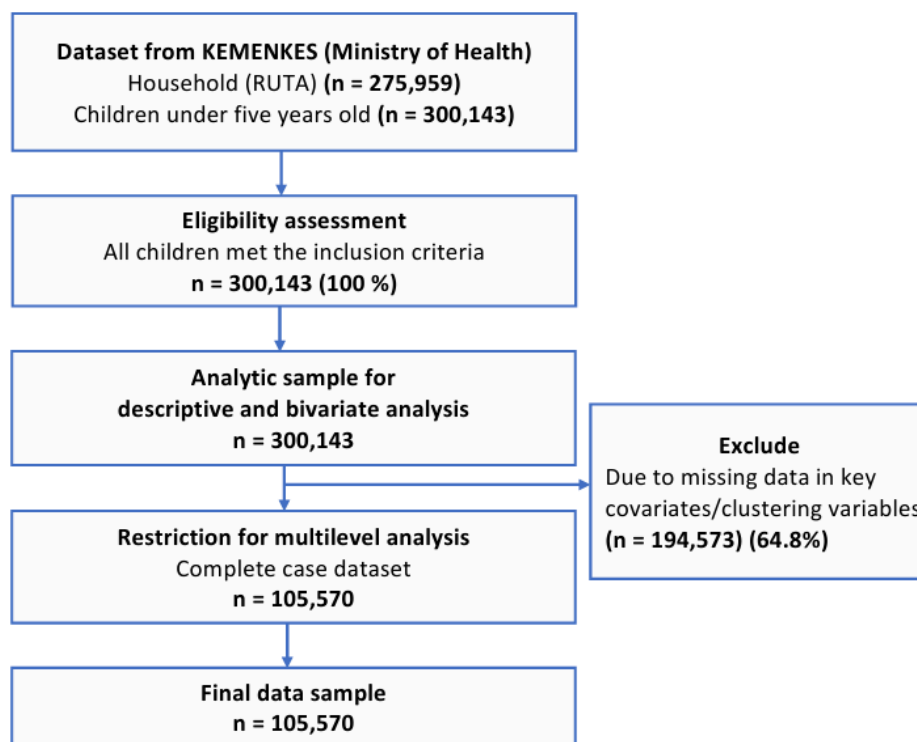 Dataset from KEMENKES (Ministry of Health)
Household (RUTA) (n = 275,959)
Children under five years old (n = 300,143)
Eligibility assessment
All children met the inclusion criteria
n = 300,143 (100 %)
Analytic sample for
descriptive and bivariate analysis
n = 300,143
Exclude
Due to missing data in key
covariates/clustering variables
(n = 194,573) (64.8%)
Restriction for multilevel analysis
Complete case dataset
n = 105,570
Final data sample
n = 105,570